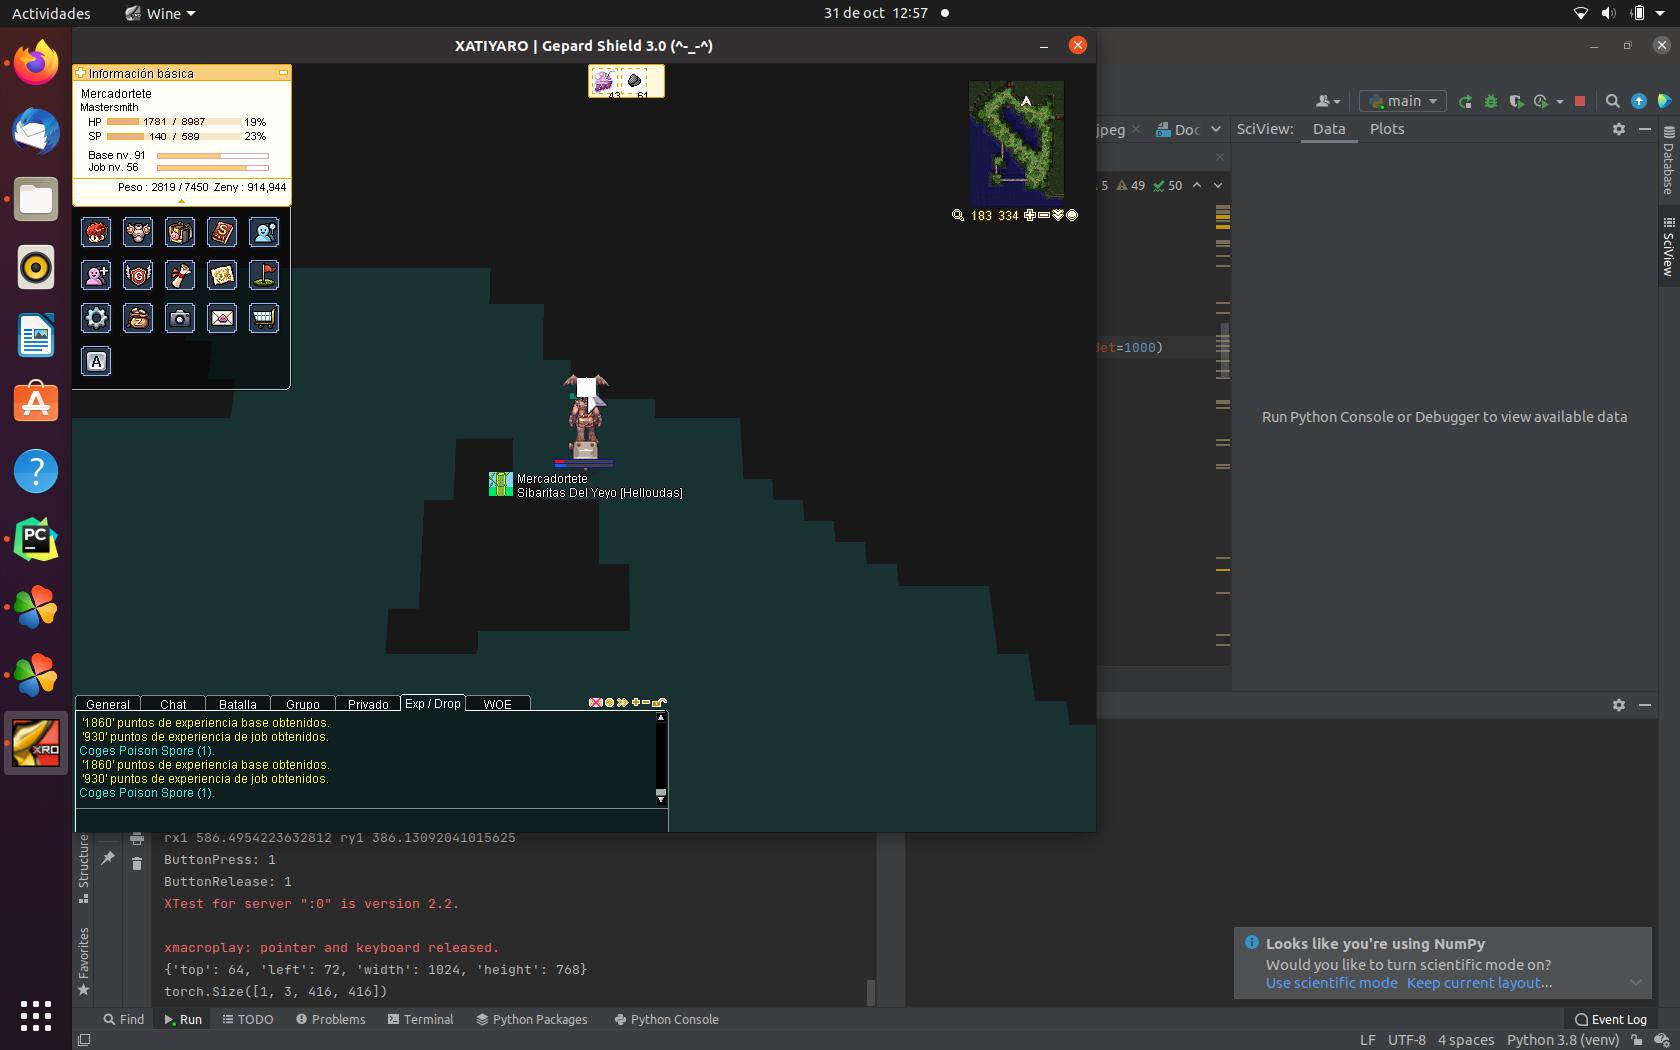 Actividades
Wine
31 de oct 12:57
XATIYARO | Gepard Shield 3.0 (^-_-^)
Información básica
Mercadortete
Mastersmith
HP 1781 / 8987 19%
SP 140 / 589 23%
Base nv. 91
Job nv. 56
Peso : 2819 / 7450 Zeny : 914,944
43 61
A
183 334
main
jpeg
Doc
SciView: Data Plots
5 49 50
Database
SciView
det=1000)
Run Python Console or Debugger to view available data
Mercadortete
Sibaritas Del Yeyo [Helloudas]
General Chat Batalla Grupo Privado Exp / Drop WOE
'1860' puntos de experiencia base obtenidos.
'930' puntos de experiencia de job obtenidos.
Coges Poison Spore (1).
'1860' puntos de experiencia base obtenidos.
'930' puntos de experiencia de job obtenidos.
Coges Poison Spore (1).
PC
XRO
rx1 586.4954223632812 ry1 386.13092041015625
ButtonPress: 1
ButtonRelease: 1
XTest for server ":0" is version 2.2.
xmacroplay: pointer and keyboard released.
{'top': 64, 'left': 72, 'width': 1024, 'height': 768}
torch.Size([1, 3, 416, 416])
Structure
Favorites
Looks like you're using NumPy
Would you like to turn scientific mode on?
Use scientific mode Keep current layout...
Find Run TODO Problems Terminal Python Packages Python Console
Event Log
LF UTF-8 4 spaces Python 3.8 (venv)